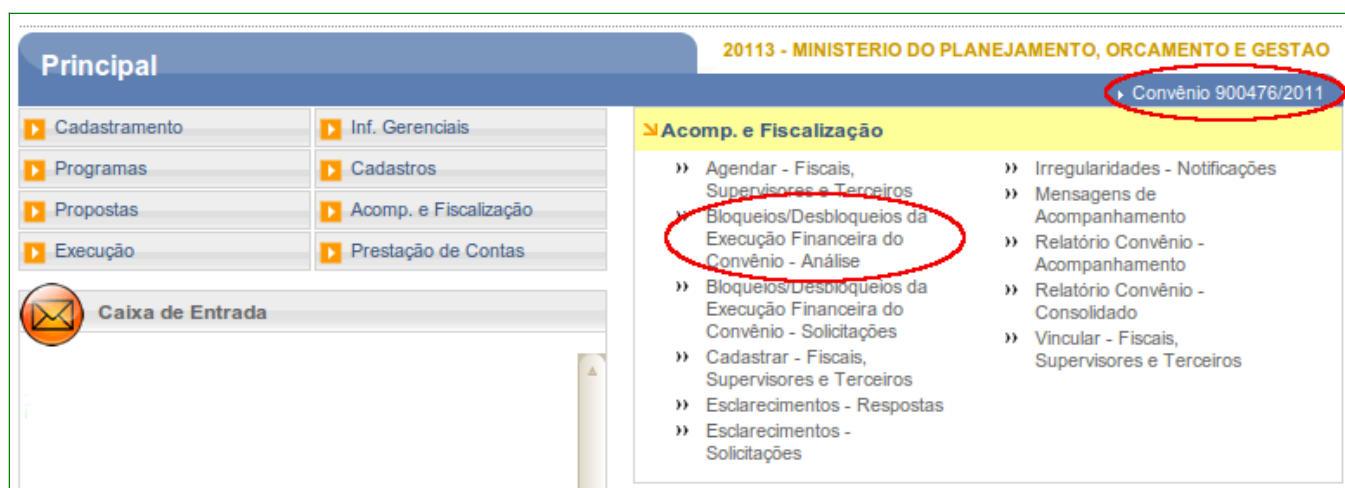 Principal
20113 - MINISTERIO DO PLANEJAMENTO, ORCAMENTO E GESTAO
Convênio 900476/2011
Cadastramento
Inf. Gerenciais
Programas
Cadastros
Propostas
Acomp. e Fiscalização
Execução
Prestação de Contas
Caixa de Entrada
Acomp. e Fiscalização
Agendar - Fiscais,
Supervisores e Terceiros
Bloqueios/Desbloqueios da
Execução Financeira do
Convênio - Análise
Bloqueios/Desbloqueios da
Execução Financeira do
Convênio - Solicitações
Cadastrar - Fiscais,
Supervisores e Terceiros
Esclarecimentos - Respostas
Esclarecimentos -
Solicitações
Irregularidades - Notificações
Mensagens de
Acompanhamento
Relatório Convênio -
Acompanhamento
Relatório Convênio -
Consolidado
Vincular - Fiscais,
Supervisores e Terceiros